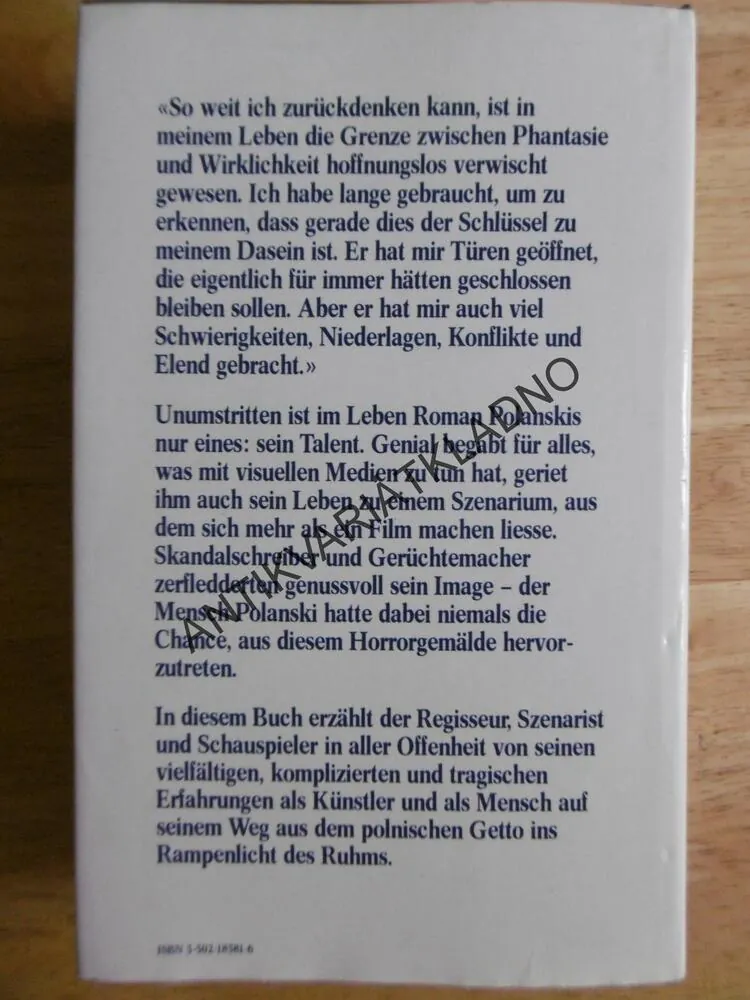 «So weit ich zurückdenken kann, ist in
meinem Leben die Grenze zwischen Phantasie
und Wirklichkeit hoffnungslos verwischt
gewesen. Ich habe lange gebraucht, um zu
erkennen, dass gerade dies der Schlüssel zu
meinem Dasein ist. Er hat mir Türen geöffnet,
die eigentlich für immer hätten geschlossen
bleiben sollen. Aber er hat mir auch viel
Schwierigkeiten, Niederlagen, Konflikte und
Elend gebracht.»
Unumstritten ist im Leben Roman Polanskis
nur eines: sein Talent. Genial begabt für alles,
was mit visuellen Medien zu tun hat, geriet
ihm auch sein Leben zu einem Szenarium, aus
dem sich mehr als ein Film machen liesse.
Skandalschreiber und Gerüchtemacher
zerfledderten genussvoll sein Image – der
Mensch Polanski hatte dabei niemals die
Chance, aus diesem Horrorgemälde hervor-
zutreten.
In diesem Buch erzählt der Regisseur, Szenarist
und Schauspieler in aller Offenheit von seinen
vielfältigen, komplizierten und tragischen
Erfahrungen als Künstler und als Mensch auf
seinem Weg aus dem polnischen Getto ins
Rampenlicht des Ruhms.
ISBN
ANTIKVARIÁTKLADNO